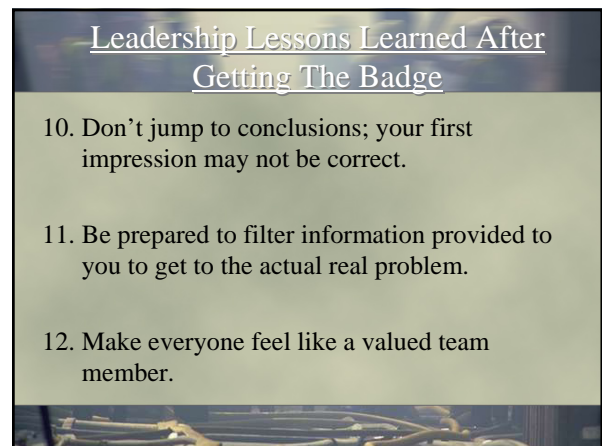 Leadership Lessons Learned After
Getting The Badge
10. Don’t jump to conclusions; your first
impression may not be correct.
11. Be prepared to filter information provided to
you to get to the actual real problem.
12. Make everyone feel like a valued team
member.